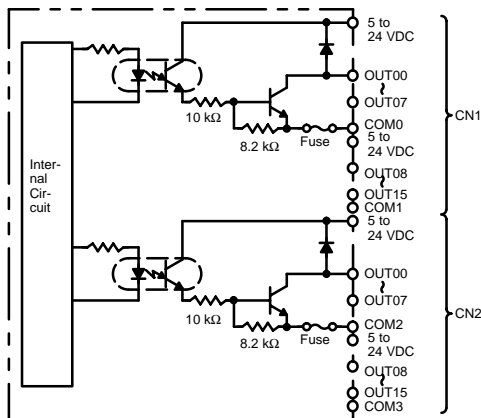 5 to
24 VDC
OUT00
~
OUT07
10 kΩ
COM0
5 to
24 VDC
8.2 kΩ
Fuse
CN1
OUT08
~
OUT15
COM1
5 to
24 VDC
Inter-
nal
Cir-
cuit
OUT00
~
OUT07
10 kΩ
COM2
5 to
24 VDC
8.2 kΩ
Fuse
CN2
OUT08
~
OUT15
COM3